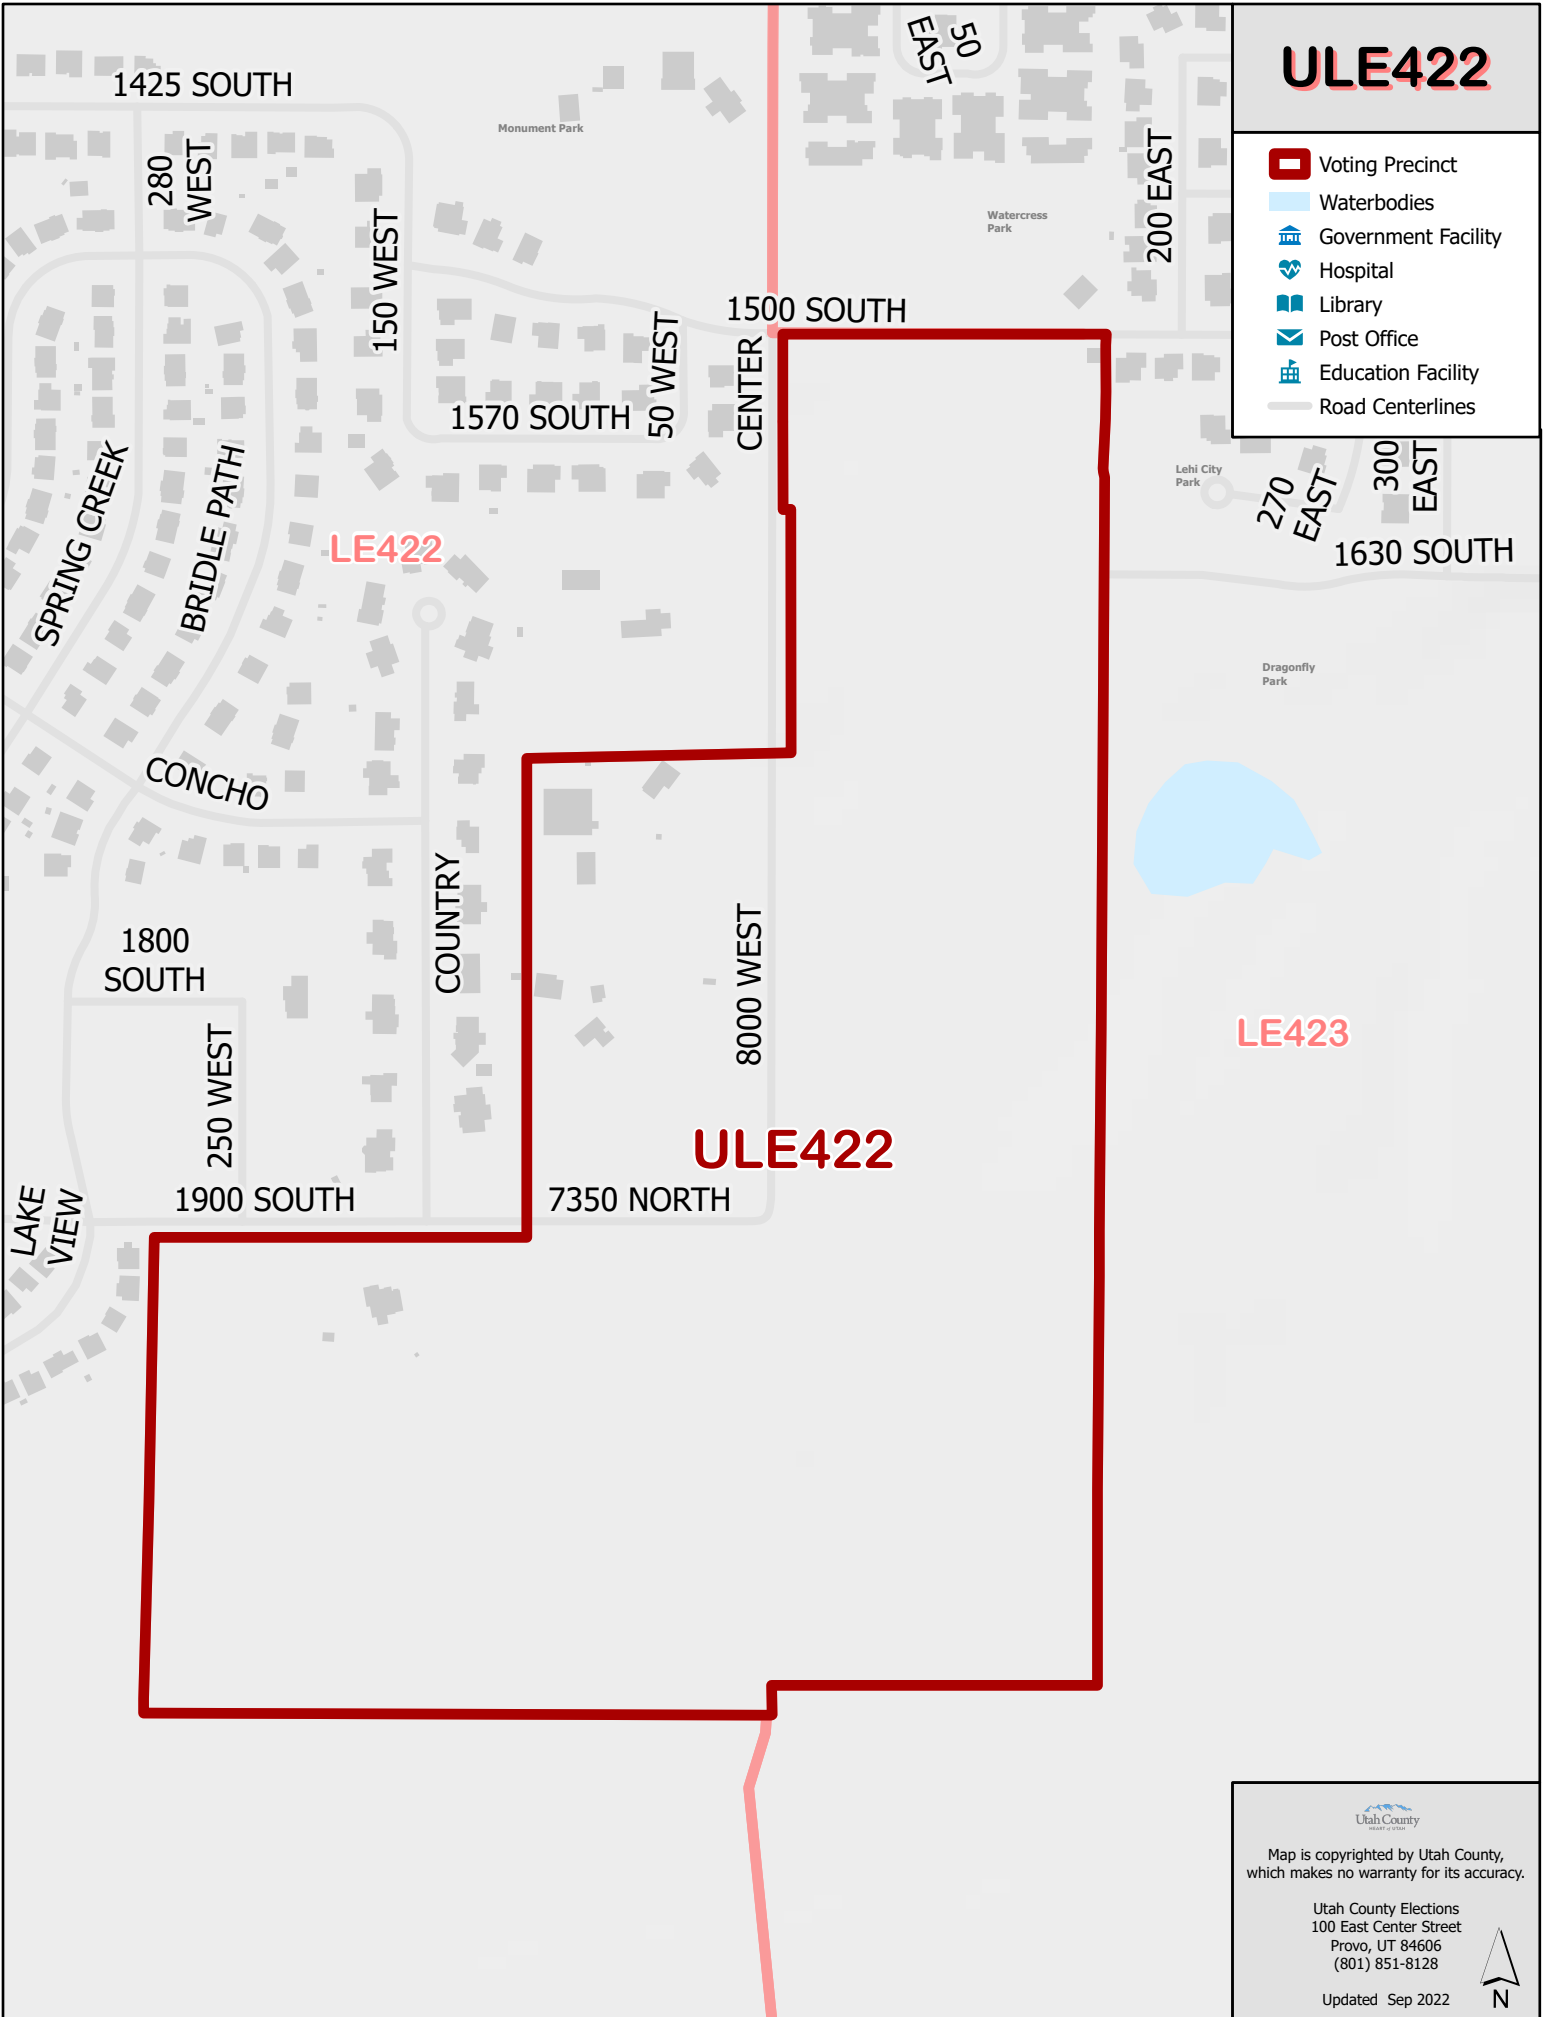 ULE422
Voting Precinct
Waterbodies
Government Facility
Hospital
Library
Post Office
Education Facility
Road Centerlines
50
EAST
1425 SOUTH
Monument Park
280
WEST
150 WEST
Watercress
Park
200 EAST
1500 SOUTH
50 WEST
CENTER
1570 SOUTH
SPRING CREEK
BRIDLE PATH
LE422
Lehi City
Park
270
EAST
300
EAST
1630 SOUTH
Dragonfly
Park
CONCHO
COUNTRY
1800
SOUTH
8000 WEST
LE423
250 WEST
ULE422
1900 SOUTH
7350 NORTH
LAKE
VIEW
Utah County
HEART of UTAH
Map is copyrighted by Utah County,
which makes no warranty for its accuracy.
Utah County Elections
100 East Center Street
Provo, UT 84606
(801) 851-8128
Updated Sep 2022
N